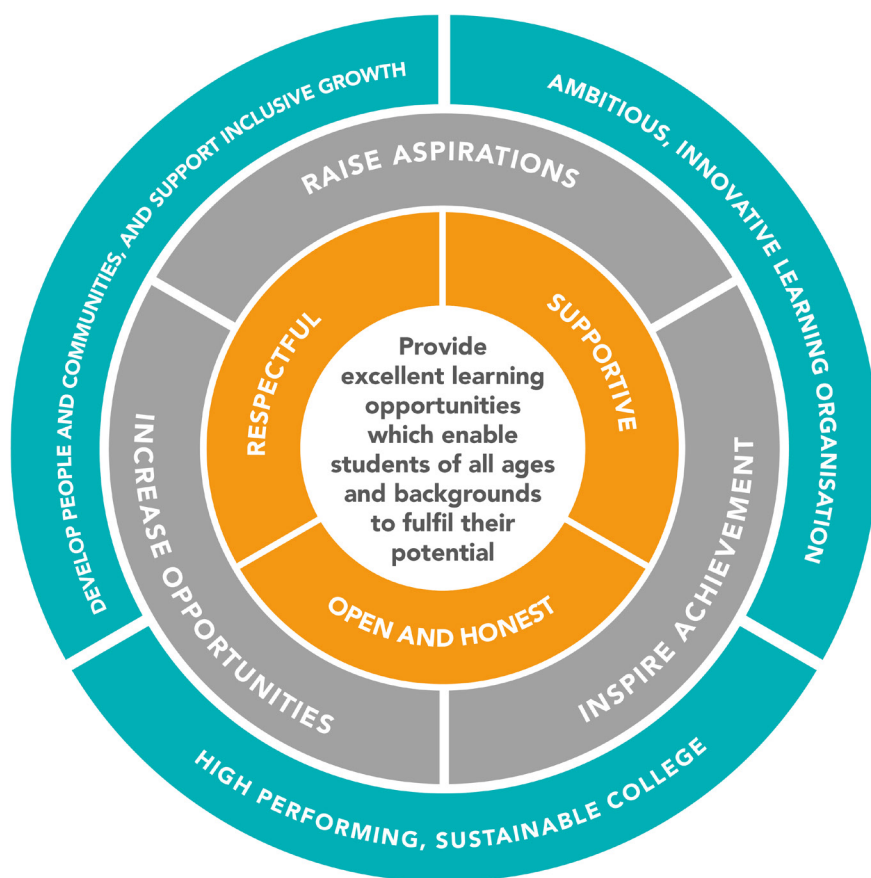 DEVELOP PEOPLE AND COMMUNITIES, AND SUPPORT INCLUSIVE GROWTH
AMBITIOUS, INNOVATIVE LEARNING ORGANISATION
HIGH PERFORMING, SUSTAINABLE COLLEGE
RAISE ASPIRATIONS
INCREASE OPPORTUNITIES
INSPIRE ACHIEVEMENT
RESPECTFUL
SUPPORTIVE
OPEN AND HONEST
Provide
excellent learning
opportunities
which enable
students of all ages
and backgrounds
to fulfil their
potential